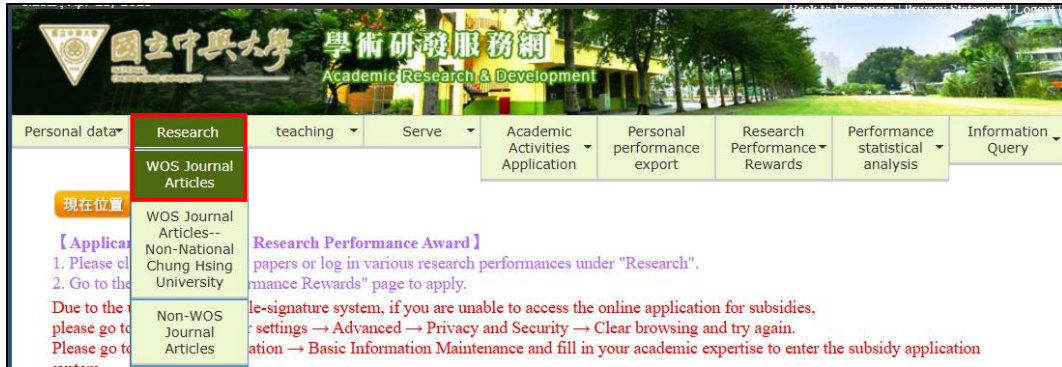 | Back to Homepage | Privacy Statement | Logout
國立中興大學 學術研發服務網
Academic Research & Development
Personal data
Research
teaching
Serve
Academic
Activities
Application
Personal
performance
export
Research
Performance
Rewards
Performance
statistical
analysis
Information
Query
WOS Journal
Articles
WOS Journal
Articles--
Non-National
Chung Hsing
University
Non-WOS
Journal
Articles
現在位置
【Applican Research Performance Award】
1. Please cl papers or log in various research performances under "Research".
2. Go to the mance Rewards" page to apply.
Due to the le-signature system, if you are unable to access the online application for subsidies,
please go to settings → Advanced → Privacy and Security → Clear browsing and try again.
Please go to ation → Basic Information Maintenance and fill in your academic expertise to enter the subsidy application